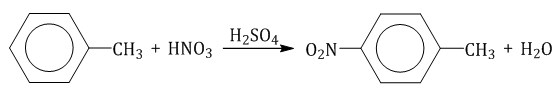 CH₃ + HNO₃ H₂SO₄ O₂N CH₃ + H₂O